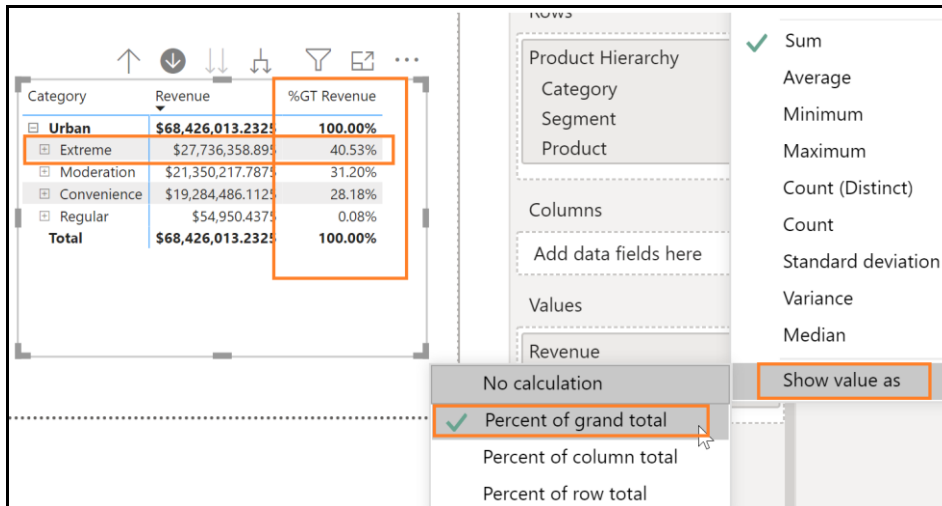 Category Revenue %GT Revenue
Urban $68,426,013.2325 100.00%
Extreme $27,736,358.895 40.53%
Moderation $21,350,217.7875 31.20%
Convenience $19,284,486.1125 28.18%
Regular $54,950.4375 0.08%
Total $68,426,013.2325 100.00%
Rows
Product Hierarchy
Category
Segment
Product
Columns
Add data fields here
Values
Revenue
Sum
Average
Minimum
Maximum
Count (Distinct)
Count
Standard deviation
Variance
Median
Show value as
No calculation
Percent of grand total
Percent of column total
Percent of row total